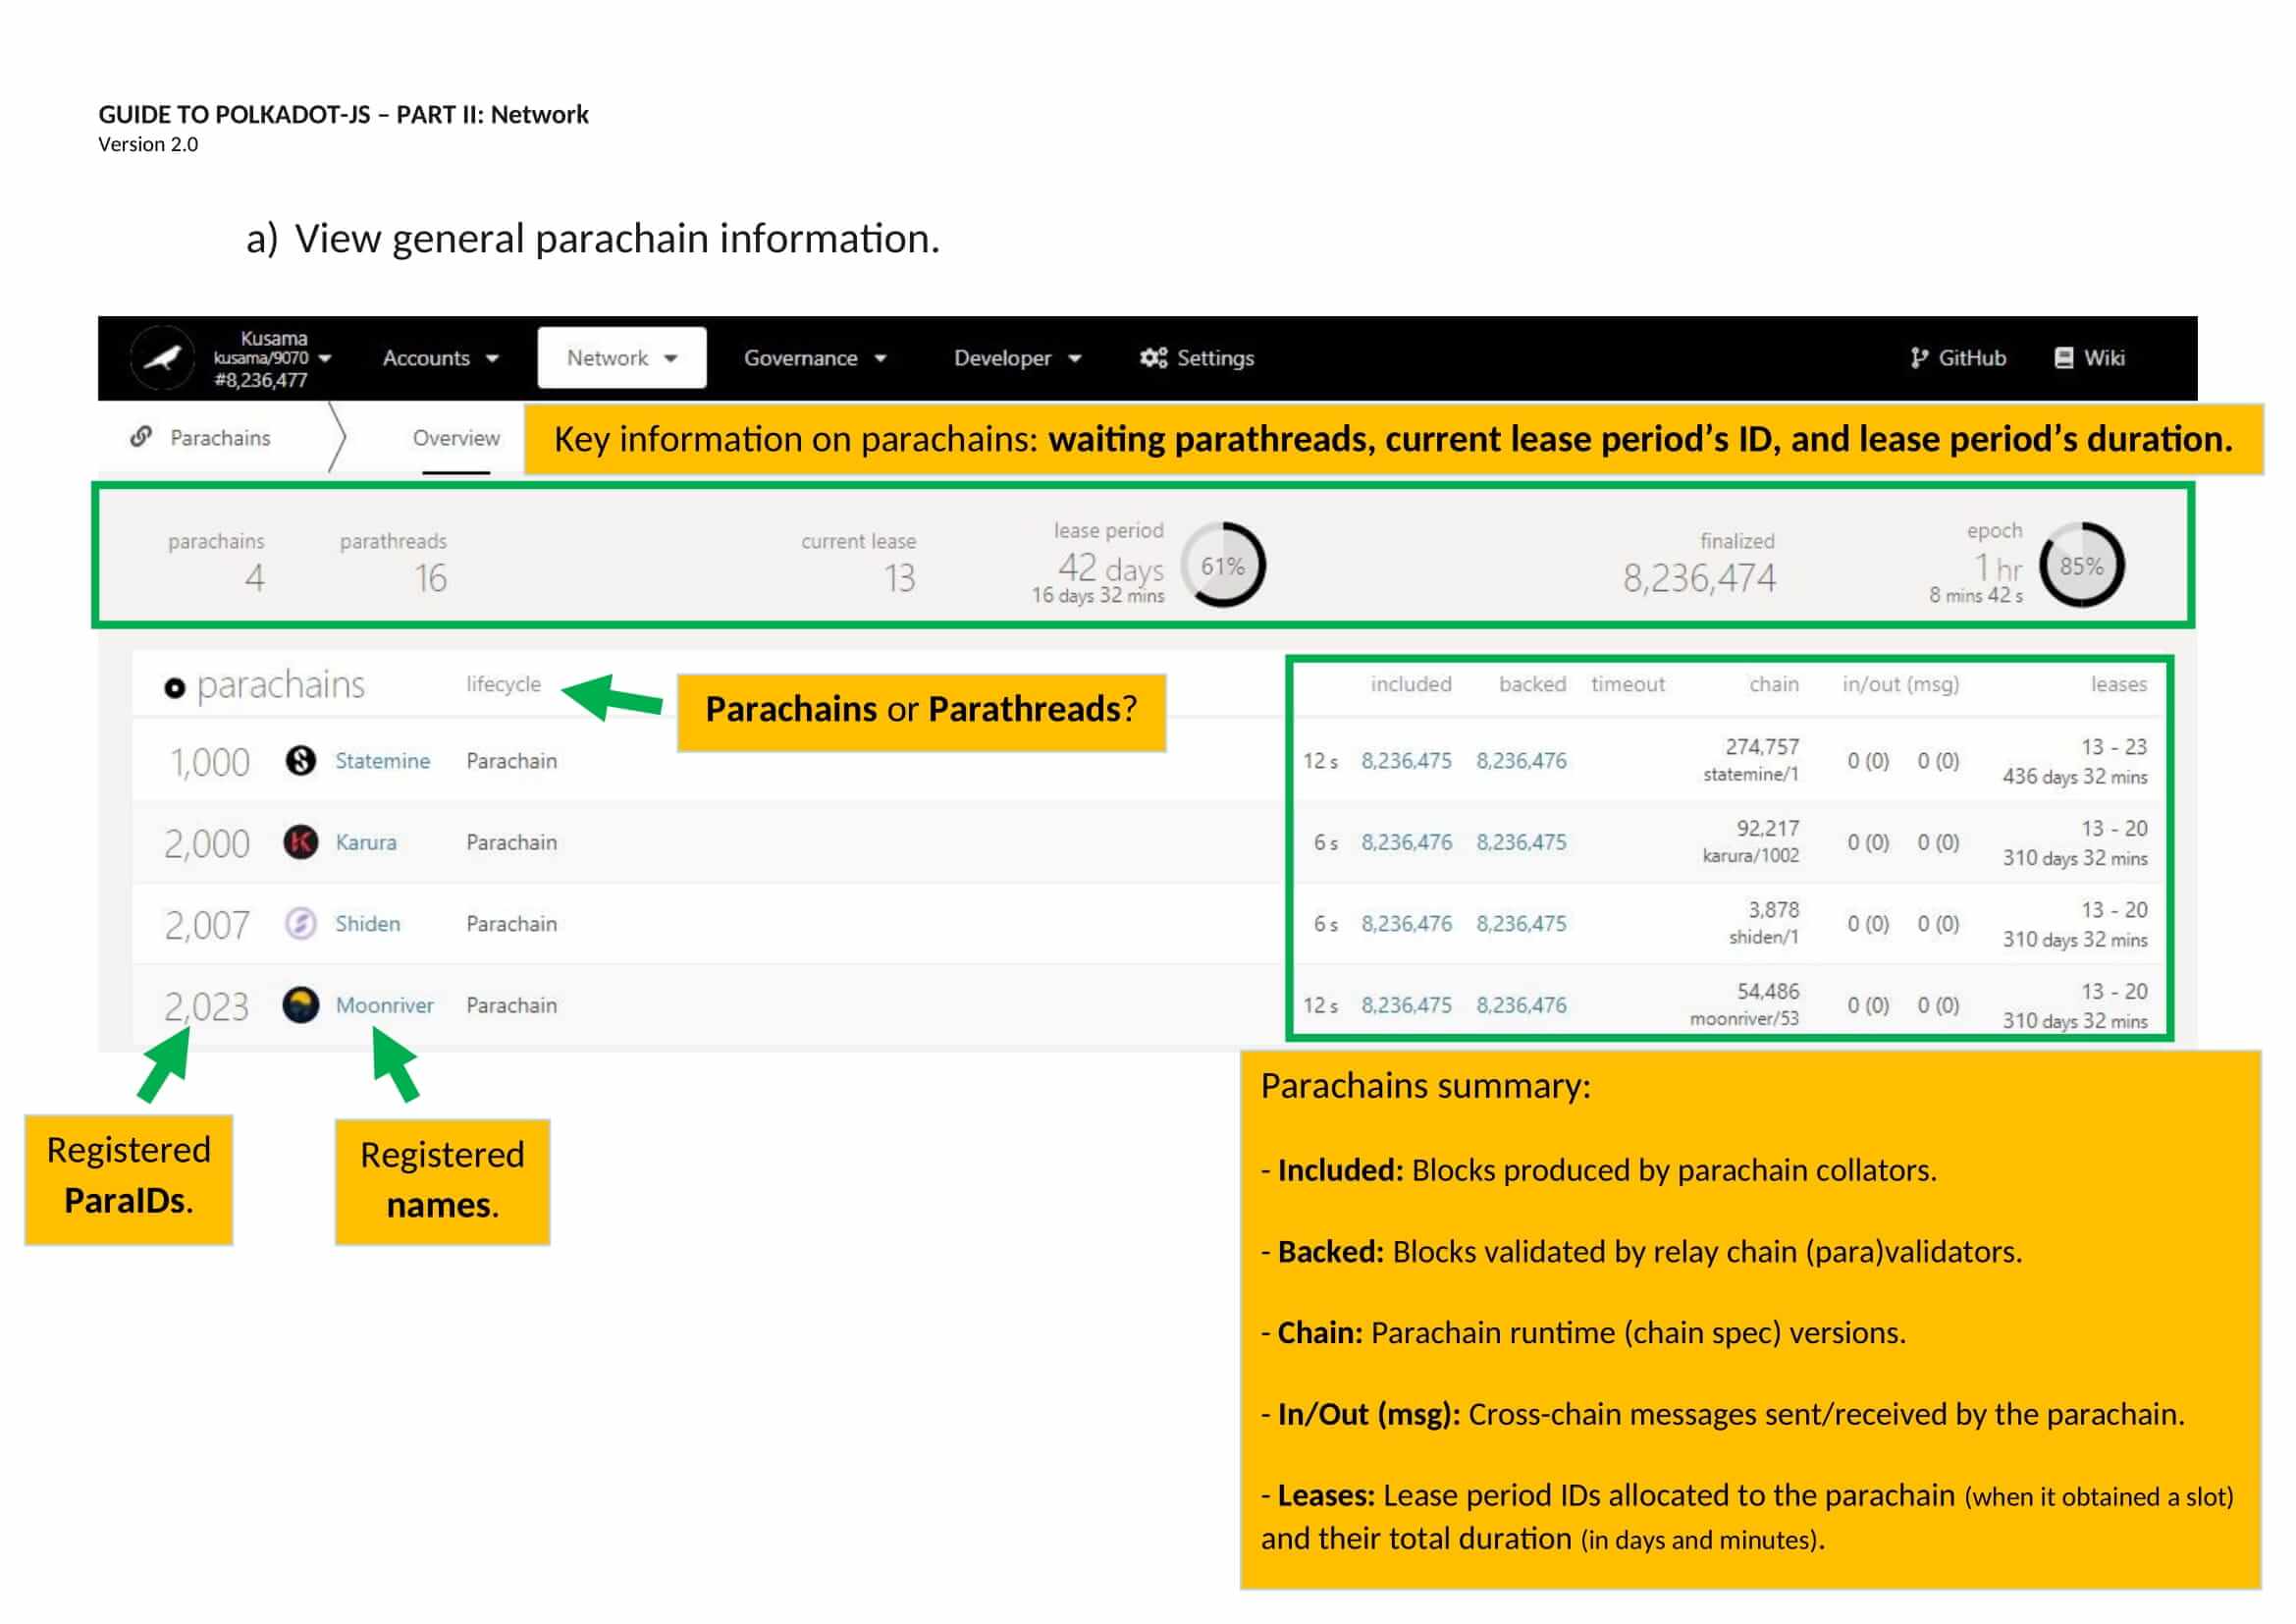 GUIDE TO POLKADOT-JS – PART II: Network
Version 2.0
a) View general parachain information.
Kusama
kusama/9070
#8,236,477
Accounts
Network
Governance
Developer
Settings
GitHub
Wiki
Parachains
Overview
Key information on parachains: waiting parathreads, current lease period’s ID, and lease period’s duration.
parachains
4
parathreads
16
current lease
13
lease period
42 days
16 days 32 mins
61%
finalized
8,236,474
epoch
1 hr
8 mins 42 s
85%
parachains lifecycle
Parachains or Parathreads?
included backed timeout chain in/out (msg) leases
1,000 Statemine Parachain 12 s 8,236,475 8,236,476 274,757 0 (0) 0 (0) 13 - 23
statemine/1 436 days 32 mins
2,000 Karura Parachain 6 s 8,236,476 8,236,475 92,217 0 (0) 0 (0) 13 - 20
karura/1002 310 days 32 mins
2,007 Shiden Parachain 6 s 8,236,476 8,236,475 3,878 0 (0) 0 (0) 13 - 20
shiden/1 310 days 32 mins
2,023 Moonriver Parachain 12 s 8,236,475 8,236,476 54,486 0 (0) 0 (0) 13 - 20
moonriver/53 310 days 32 mins
Registered
ParaIDs.
Registered
names.
Parachains summary:
- Included: Blocks produced by parachain collators.
- Backed: Blocks validated by relay chain (para)validators.
- Chain: Parachain runtime (chain spec) versions.
- In/Out (msg): Cross-chain messages sent/received by the parachain.
- Leases: Lease period IDs allocated to the parachain (when it obtained a slot)
and their total duration (in days and minutes).